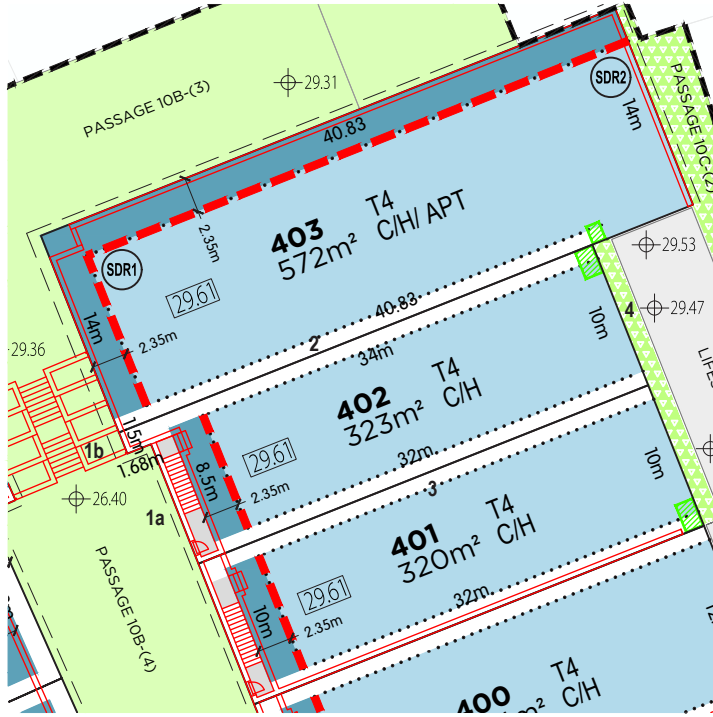 PASSAGE 10B-(3)
29.31
SDR2
14m
PASSAGE 10C-(2)
40.83
2.35m
403
572m²
T4
C/H/ APT
SDR1
29.61
29.53
29.47
4
14m
2.35m
40.83
2
34m
10m
29.36
402
323m²
T4
C/H
1.5m
1b
1.68m
8.5m
29.61
2.35m
32m
3
10m
26.40
1a
401
320m²
T4
C/H
PASSAGE 10B-(4)
29.61
10m
2.35m
32m
400
m²
T4
C/H